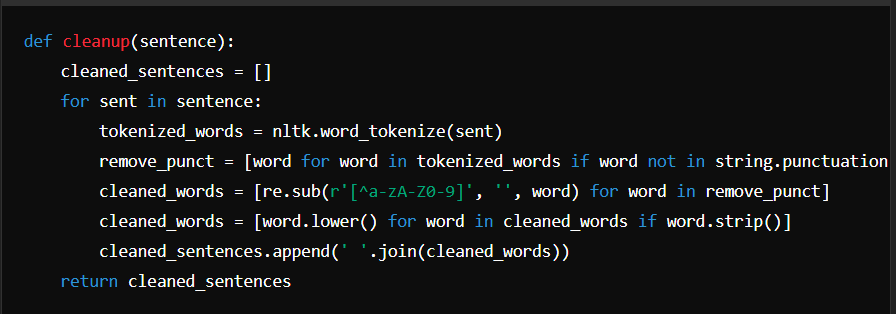 def cleanup(sentence):
    cleaned_sentences = []
    for sent in sentence:
        tokenized_words = nltk.word_tokenize(sent)
        remove_punct = [word for word in tokenized_words if word not in string.punctuation
        cleaned_words = [re.sub(r'[^a-zA-Z0-9]', '', word) for word in remove_punct]
        cleaned_words = [word.lower() for word in cleaned_words if word.strip()]
        cleaned_sentences.append(' '.join(cleaned_words))
    return cleaned_sentences